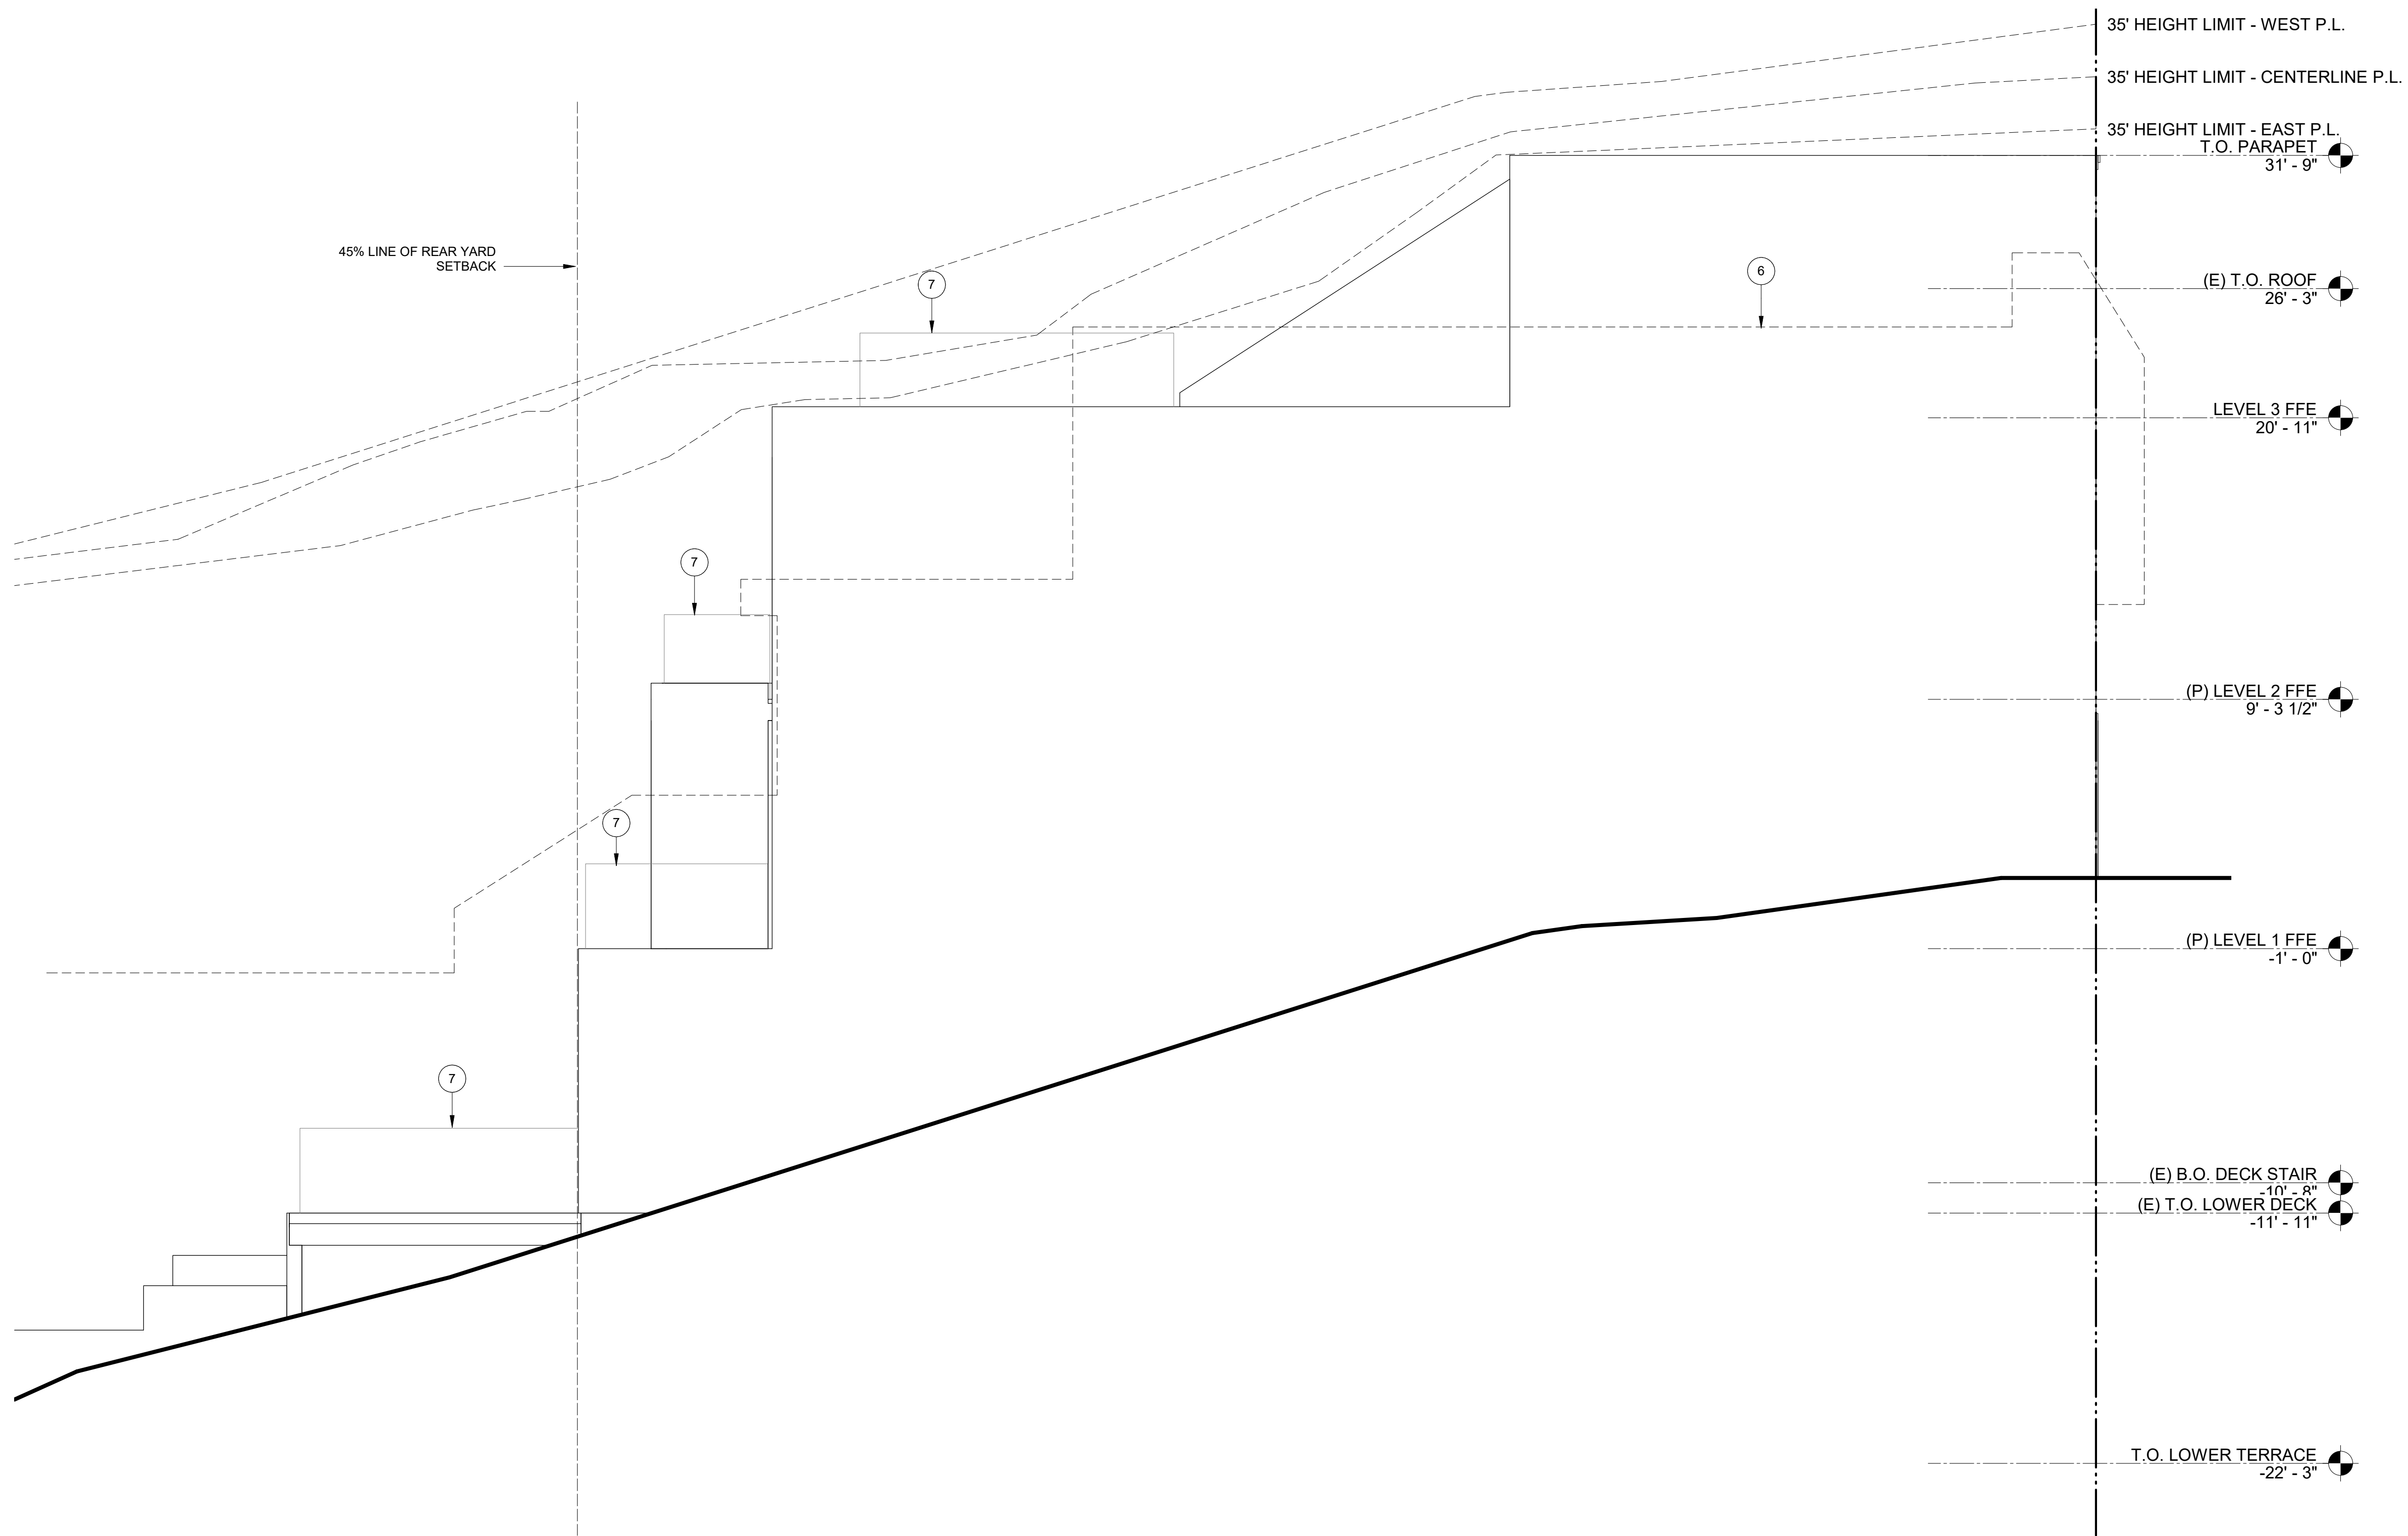 35' HEIGHT LIMIT - WEST P.L.
35' HEIGHT LIMIT - CENTERLINE P.L.
35' HEIGHT LIMIT - EAST P.L.
T.O. PARAPET
31' - 9"
45% LINE OF REAR YARD
SETBACK
7
6
(E) T.O. ROOF
26' - 3"
LEVEL 3 FFE
20' - 11"
7
(P) LEVEL 2 FFE
9' - 3 1/2"
7
(P) LEVEL 1 FFE
-1' - 0"
7
(E) B.O. DECK STAIR
-10' - 8"
(E) T.O. LOWER DECK
-11' - 11"
T.O. LOWER TERRACE
-22' - 3"